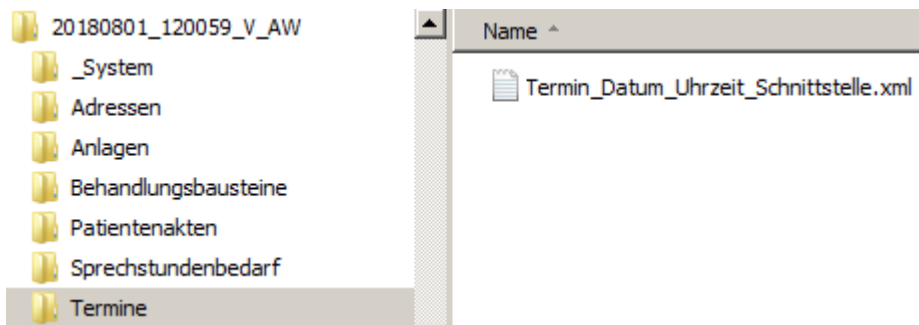 20180801_120059_V_AW
_System
Adressen
Anlagen
Behandlungsbausteine
Patientenakten
Sprechstundenbedarf
Termine
Name
Termin_Datum_Uhrzeit_Schnittstelle.xml